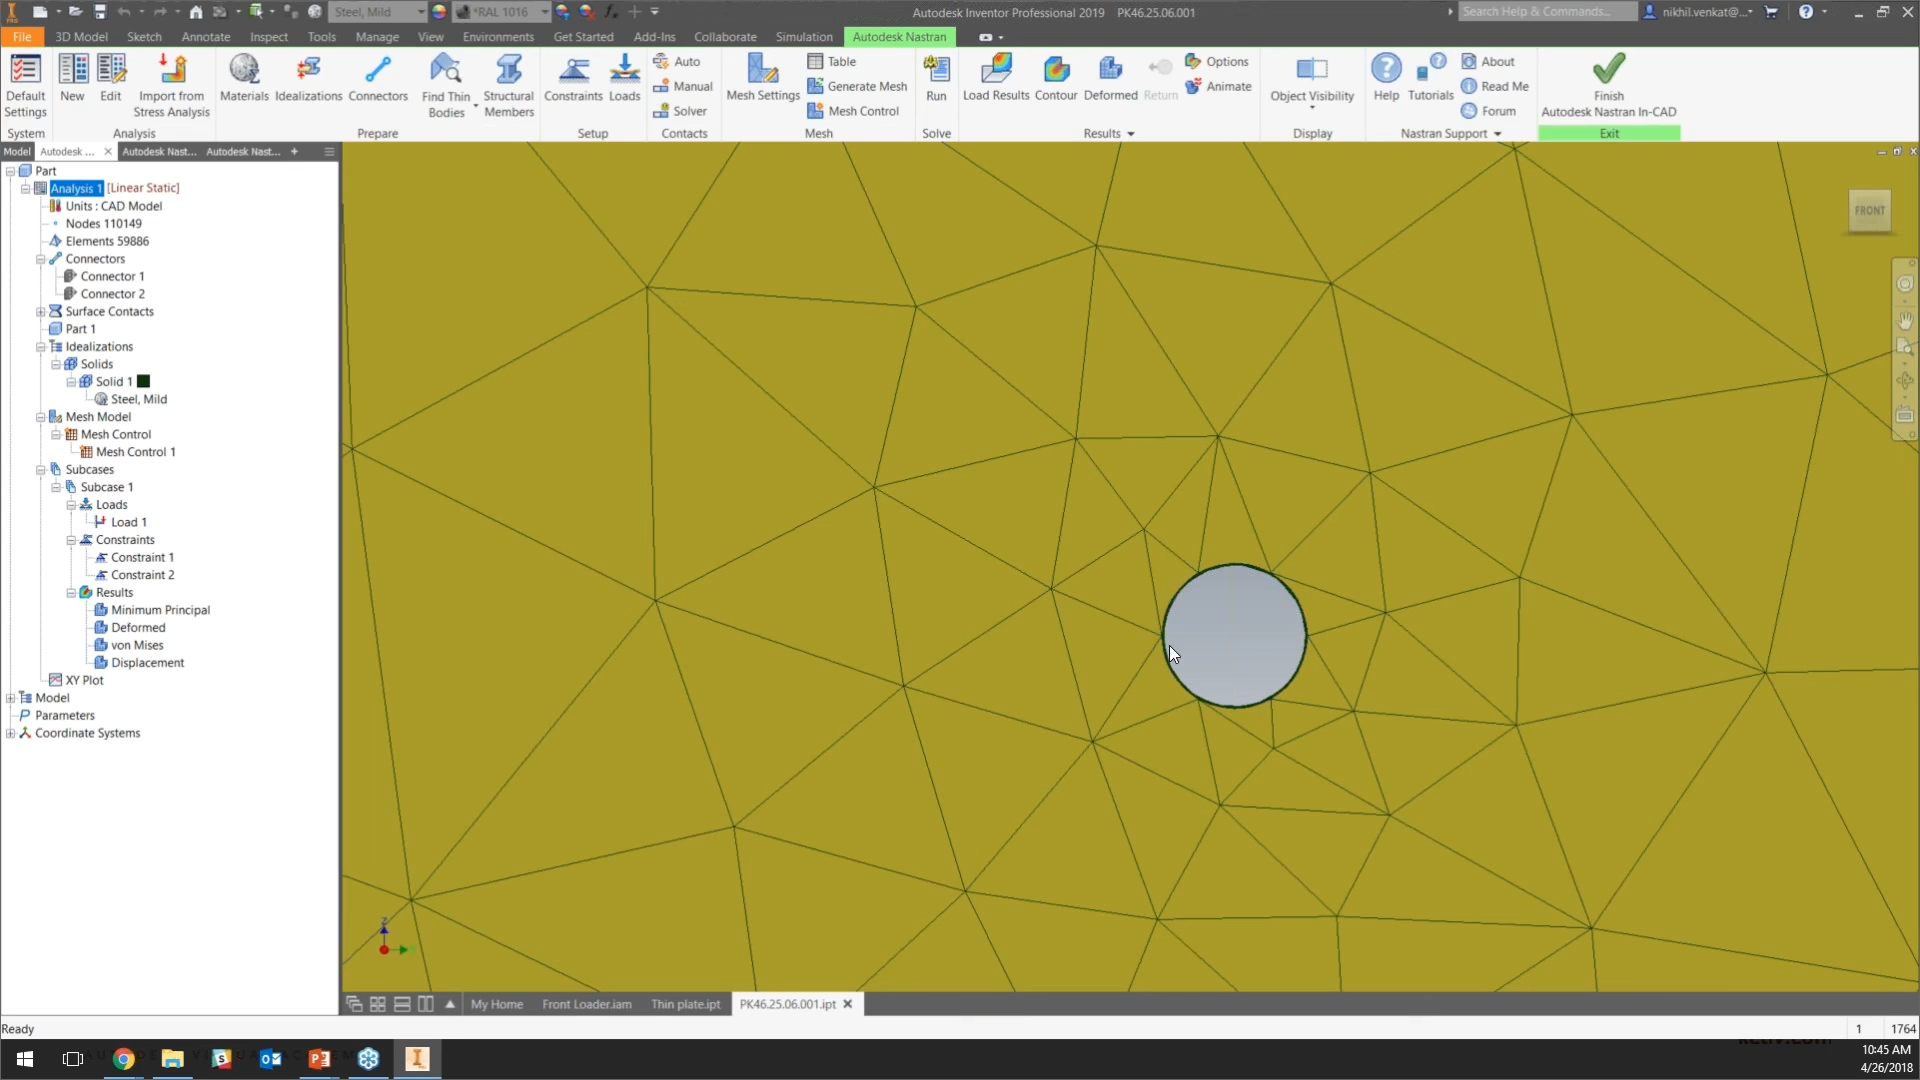 Steel, Mild
*RAL 1016
Autodesk Inventor Professional 2019 PK46.25.06.001
Search Help & Commands...
nikhil.venkat@...
File 3D Model Sketch Annotate Inspect Tools Manage View Environments Get Started Add-Ins Collaborate Simulation Autodesk Nastran
Default Settings
New
Edit
Import from Stress Analysis
Materials
Idealizations
Connectors
Find Thin Bodies
Structural Members
Constraints
Loads
Auto
Manual
Solver
Mesh Settings
Table
Generate Mesh
Mesh Control
Run
Load Results
Contour
Deformed
Return
Options
Animate
Object Visibility
Help
Tutorials
About
Read Me
Forum
Finish
Autodesk Nastran In-CAD
System Analysis Prepare Setup Contacts Mesh Solve Results Display Nastran Support Exit
Model Autodesk ... Autodesk Nast... Autodesk Nast... +
Part
Analysis 1 [Linear Static]
Units : CAD Model
Nodes 110149
Elements 59886
Connectors
Connector 1
Connector 2
Surface Contacts
Part 1
Idealizations
Solids
Solid 1
Steel, Mild
Mesh Model
Mesh Control
Mesh Control 1
Subcases
Subcase 1
Loads
Load 1
Constraints
Constraint 1
Constraint 2
Results
Minimum Principal
Deformed
von Mises
Displacement
XY Plot
Model
Parameters
Coordinate Systems
FRONT
Z
My Home Front Loader.iam Thin plate.ipt PK46.25.06.001.ipt
Ready
1 1764
10:45 AM
4/26/2018